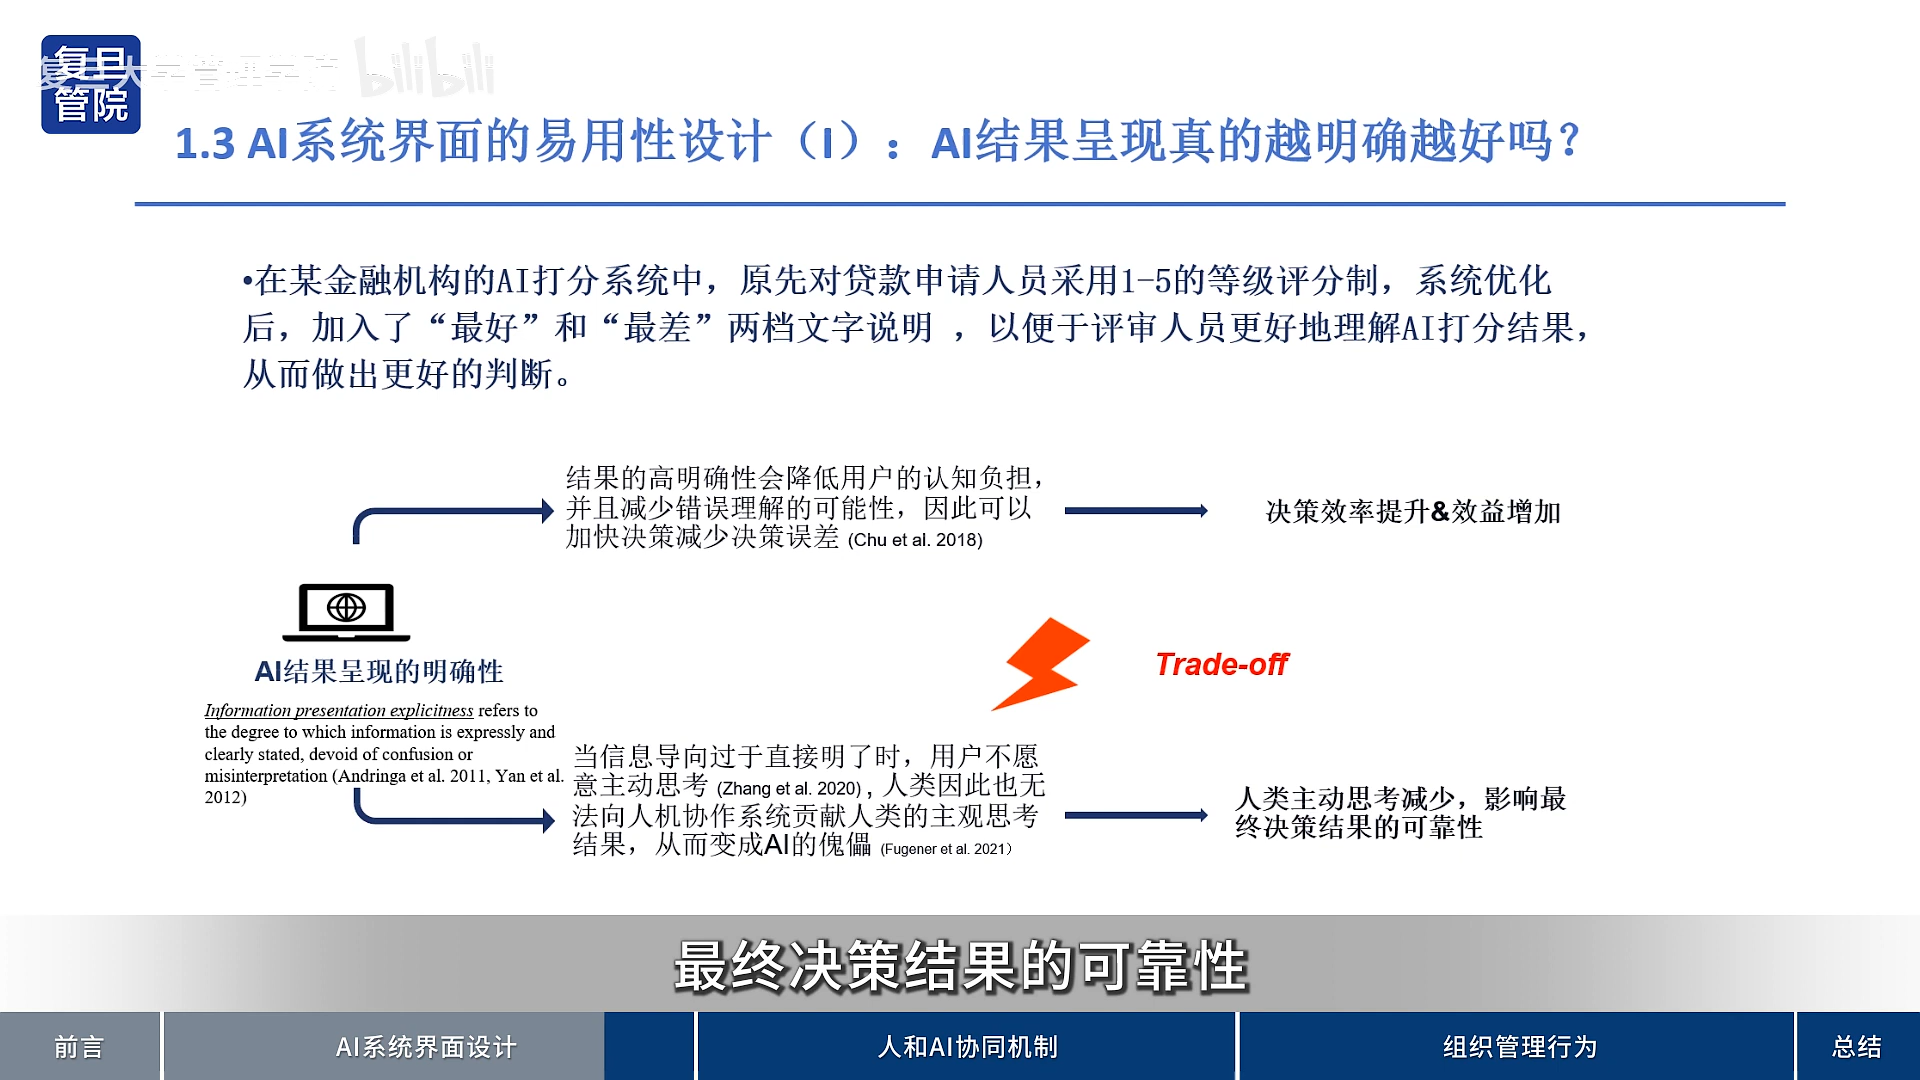 复旦
管院
复旦大学管理学院 bilibili
1.3 AI系统界面的易用性设计（I）：AI结果呈现真的越明确越好吗？
•在某金融机构的AI打分系统中，原先对贷款申请人员采用1-5的等级评分制，系统优化
后，加入了“最好”和“最差”两档文字说明 ，以便于评审人员更好地理解AI打分结果，
从而做出更好的判断。
结果的高明确性会降低用户的认知负担，
并且减少错误理解的可能性，因此可以
加快决策减少决策误差 (Chu et al. 2018)
决策效率提升&效益增加
AI结果呈现的明确性
Information presentation explicitness refers to
the degree to which information is expressly and
clearly stated, devoid of confusion or
misinterpretation (Andringa et al. 2011, Yan et al.
2012)
Trade-off
当信息导向过于直接明了时，用户不愿
意主动思考 (Zhang et al. 2020) , 人类因此也无
法向人机协作系统贡献人类的主观思考
结果，从而变成AI的傀儡 (Fugener et al. 2021）
人类主动思考减少，影响最
终决策结果的可靠性
最终决策结果的可靠性
前言
AI系统界面设计
人和AI协同机制
组织管理行为
总结